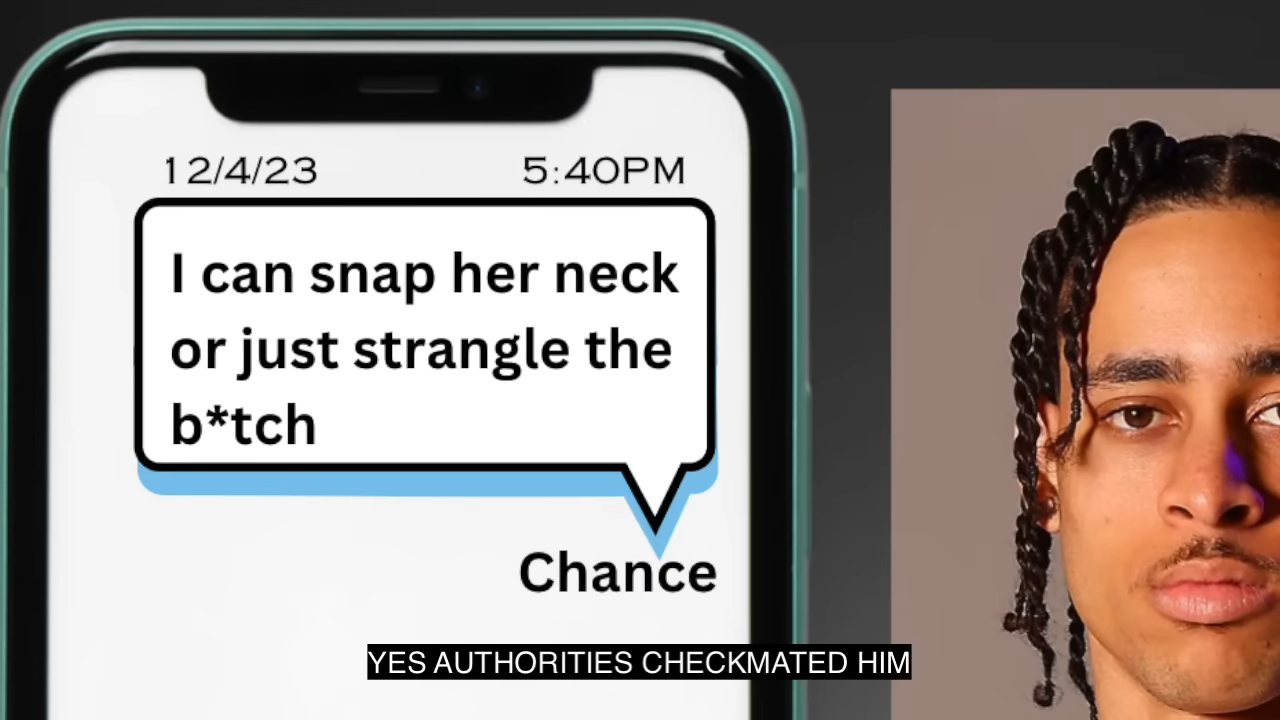 12/4/23 5:40PM
I can snap her neck
or just strangle the
b*tch
Chance
YES AUTHORITIES CHECKMATED HIM